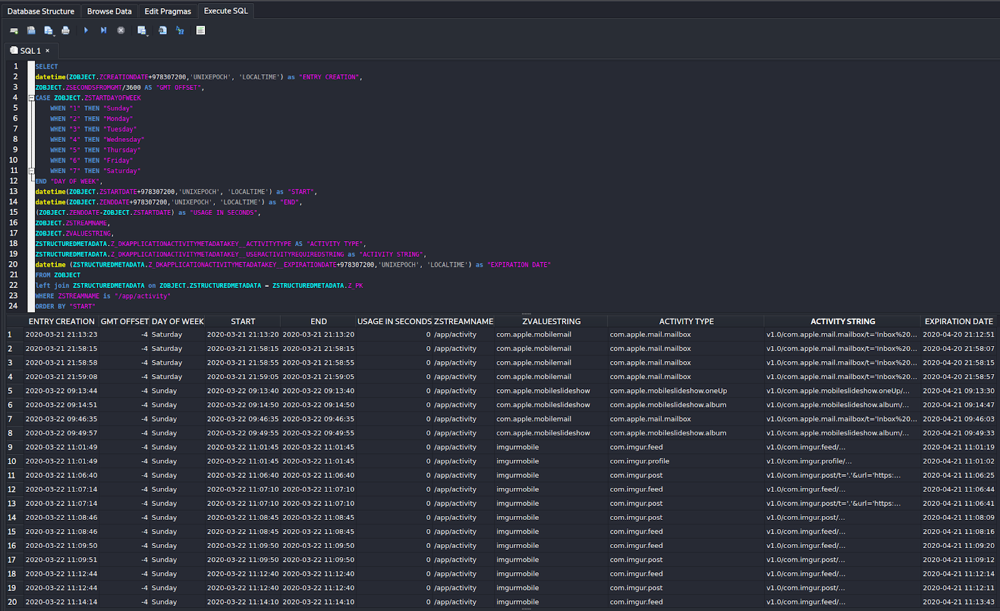 Database Structure Browse Data Edit Pragmas Execute SQL
SQL 1 ×
1 SELECT
2 datetime(ZOBJECT.ZCREATIONDATE+978307200,'UNIXEPOCH', 'LOCALTIME') as "ENTRY CREATION",
3 ZOBJECT.ZSECONDSFROMGMT/3600 AS "GMT OFFSET",
4 CASE ZOBJECT.ZSTARTDAYOFWEEK
5 WHEN "1" THEN "Sunday"
6 WHEN "2" THEN "Monday"
7 WHEN "3" THEN "Tuesday"
8 WHEN "4" THEN "Wednesday"
9 WHEN "5" THEN "Thursday"
10 WHEN "6" THEN "Friday"
11 WHEN "7" THEN "Saturday"
12 END "DAY OF WEEK",
13 datetime(ZOBJECT.ZSTARTDATE+978307200,'UNIXEPOCH', 'LOCALTIME') as "START",
14 datetime(ZOBJECT.ZENDDATE+978307200,'UNIXEPOCH', 'LOCALTIME') as "END",
15 (ZOBJECT.ZENDDATE-ZOBJECT.ZSTARTDATE) as "USAGE IN SECONDS",
16 ZOBJECT.ZSTREAMNAME,
17 ZOBJECT.ZVALUESTRING,
18 ZSTRUCTUREDMETADATA.Z_DKAPPLICATIONACTIVITYMETADATAKEY__ACTIVITYTYPE AS "ACTIVITY TYPE",
19 ZSTRUCTUREDMETADATA.Z_DKAPPLICATIONACTIVITYMETADATAKEY__USERACTIVITYREQUIREDSTRING as "ACTIVITY STRING",
20 datetime (ZSTRUCTUREDMETADATA.Z_DKAPPLICATIONACTIVITYMETADATAKEY__EXPIRATIONDATE+978307200,'UNIXEPOCH', 'LOCALTIME') as "EXPIRATION DATE"
21 FROM ZOBJECT
22 left join ZSTRUCTUREDMETADATA on ZOBJECT.ZSTRUCTUREDMETADATA = ZSTRUCTUREDMETADATA.Z_PK
23 WHERE ZSTREAMNAME is "/app/activity"
24 ORDER BY "START"
ENTRY CREATION GMT OFFSET DAY OF WEEK START END USAGE IN SECONDS ZSTREAMNAME ZVALUESTRING ACTIVITY TYPE ACTIVITY STRING EXPIRATION DATE
1 2020-03-21 21:13:23 -4 Saturday 2020-03-21 21:13:20 2020-03-21 21:13:20 0 /app/activity com.apple.mobilemail com.apple.mail.mailbox v1.0/com.apple.mail.mailbox/t='Inbox%20... 2020-04-20 21:12:51
2 2020-03-21 21:58:15 -4 Saturday 2020-03-21 21:58:15 2020-03-21 21:58:15 0 /app/activity com.apple.mobilemail com.apple.mail.mailbox v1.0/com.apple.mail.mailbox/t='Inbox%20... 2020-04-20 21:58:07
3 2020-03-21 21:58:58 -4 Saturday 2020-03-21 21:58:55 2020-03-21 21:58:55 0 /app/activity com.apple.mobilemail com.apple.mail.mailbox v1.0/com.apple.mail.mailbox/t='Inbox%20... 2020-04-20 21:58:15
4 2020-03-21 21:59:08 -4 Saturday 2020-03-21 21:59:05 2020-03-21 21:59:05 0 /app/activity com.apple.mobilemail com.apple.mail.mailbox v1.0/com.apple.mail.mailbox/t='Inbox%20... 2020-04-20 21:58:57
5 2020-03-22 09:13:44 -4 Sunday 2020-03-22 09:13:40 2020-03-22 09:13:40 0 /app/activity com.apple.mobileslideshow com.apple.mobileslideshow.oneUp v1.0/com.apple.mobileslideshow.oneUp/... 2020-04-21 09:13:30
6 2020-03-22 09:14:51 -4 Sunday 2020-03-22 09:14:50 2020-03-22 09:14:50 0 /app/activity com.apple.mobileslideshow com.apple.mobileslideshow.album v1.0/com.apple.mobileslideshow.album/... 2020-04-21 09:14:47
7 2020-03-22 09:46:35 -4 Sunday 2020-03-22 09:46:35 2020-03-22 09:46:35 0 /app/activity com.apple.mobilemail com.apple.mail.mailbox v1.0/com.apple.mail.mailbox/t='Inbox%20... 2020-04-21 09:46:03
8 2020-03-22 09:49:57 -4 Sunday 2020-03-22 09:49:55 2020-03-22 09:49:55 0 /app/activity com.apple.mobileslideshow com.apple.mobileslideshow.album v1.0/com.apple.mobileslideshow.album/... 2020-04-21 09:49:33
9 2020-03-22 11:01:49 -4 Sunday 2020-03-22 11:01:45 2020-03-22 11:01:45 0 /app/activity imgurmobile com.imgur.feed v1.0/com.imgur.feed/... 2020-04-21 11:01:19
10 2020-03-22 11:01:49 -4 Sunday 2020-03-22 11:01:45 2020-03-22 11:01:45 0 /app/activity imgurmobile com.imgur.profile v1.0/com.imgur.profile/... 2020-04-21 11:01:02
11 2020-03-22 11:06:40 -4 Sunday 2020-03-22 11:06:40 2020-03-22 11:06:40 0 /app/activity imgurmobile com.imgur.post v1.0/com.imgur.post/t='.'&url='https:... 2020-04-21 11:06:25
12 2020-03-22 11:07:14 -4 Sunday 2020-03-22 11:07:10 2020-03-22 11:07:10 0 /app/activity imgurmobile com.imgur.feed v1.0/com.imgur.feed/... 2020-04-21 11:06:44
13 2020-03-22 11:07:14 -4 Sunday 2020-03-22 11:07:10 2020-03-22 11:07:10 0 /app/activity imgurmobile com.imgur.post v1.0/com.imgur.post/t='.'&url='https:... 2020-04-21 11:06:41
14 2020-03-22 11:08:46 -4 Sunday 2020-03-22 11:08:45 2020-03-22 11:08:45 0 /app/activity imgurmobile com.imgur.post v1.0/com.imgur.post/... 2020-04-21 11:08:09
15 2020-03-22 11:08:46 -4 Sunday 2020-03-22 11:08:45 2020-03-22 11:08:45 0 /app/activity imgurmobile com.imgur.feed v1.0/com.imgur.feed/... 2020-04-21 11:08:16
16 2020-03-22 11:09:50 -4 Sunday 2020-03-22 11:09:50 2020-03-22 11:09:50 0 /app/activity imgurmobile com.imgur.feed v1.0/com.imgur.feed/... 2020-04-21 11:09:20
17 2020-03-22 11:09:51 -4 Sunday 2020-03-22 11:09:50 2020-03-22 11:09:50 0 /app/activity imgurmobile com.imgur.post v1.0/com.imgur.post/... 2020-04-21 11:09:12
18 2020-03-22 11:12:44 -4 Sunday 2020-03-22 11:12:40 2020-03-22 11:12:40 0 /app/activity imgurmobile com.imgur.feed v1.0/com.imgur.feed/... 2020-04-21 11:12:14
19 2020-03-22 11:12:44 -4 Sunday 2020-03-22 11:12:40 2020-03-22 11:12:40 0 /app/activity imgurmobile com.imgur.post v1.0/com.imgur.post/... 2020-04-21 11:12:11
20 2020-03-22 11:14:14 -4 Sunday 2020-03-22 11:14:10 2020-03-22 11:14:10 0 /app/activity imgurmobile com.imgur.feed v1.0/com.imgur.feed/... 2020-04-21 11:13:43